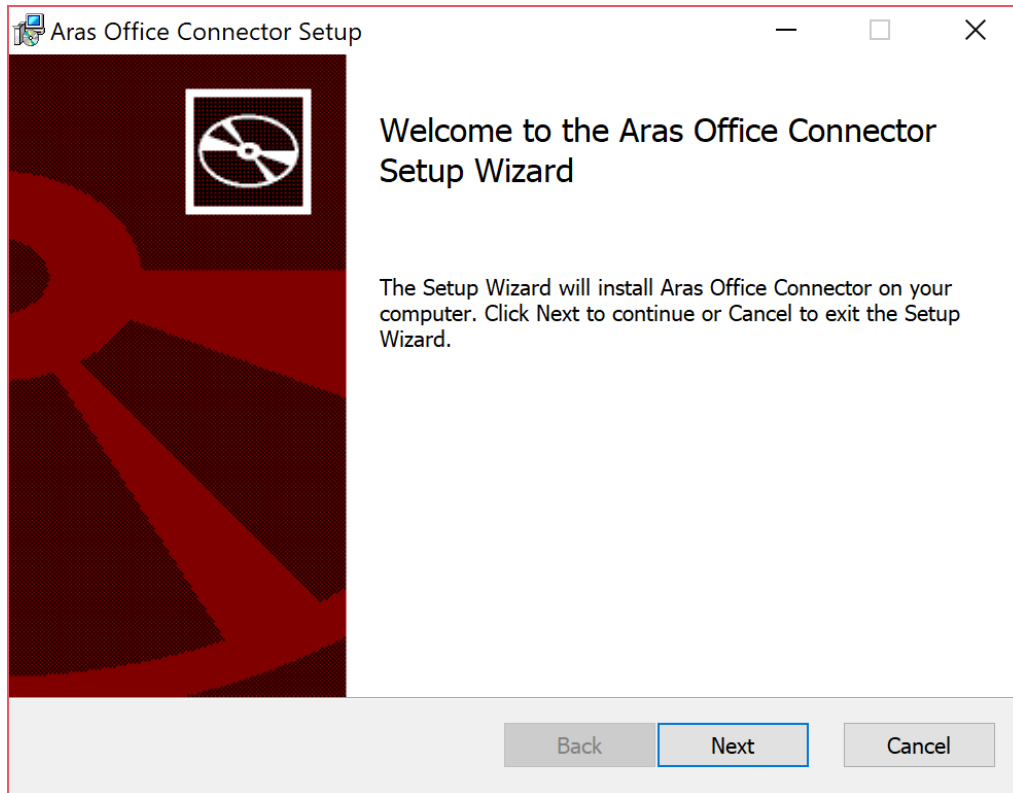 Aras Office Connector Setup
Welcome to the Aras Office Connector
Setup Wizard
The Setup Wizard will install Aras Office Connector on your
computer. Click Next to continue or Cancel to exit the Setup
Wizard.
Back Next Cancel